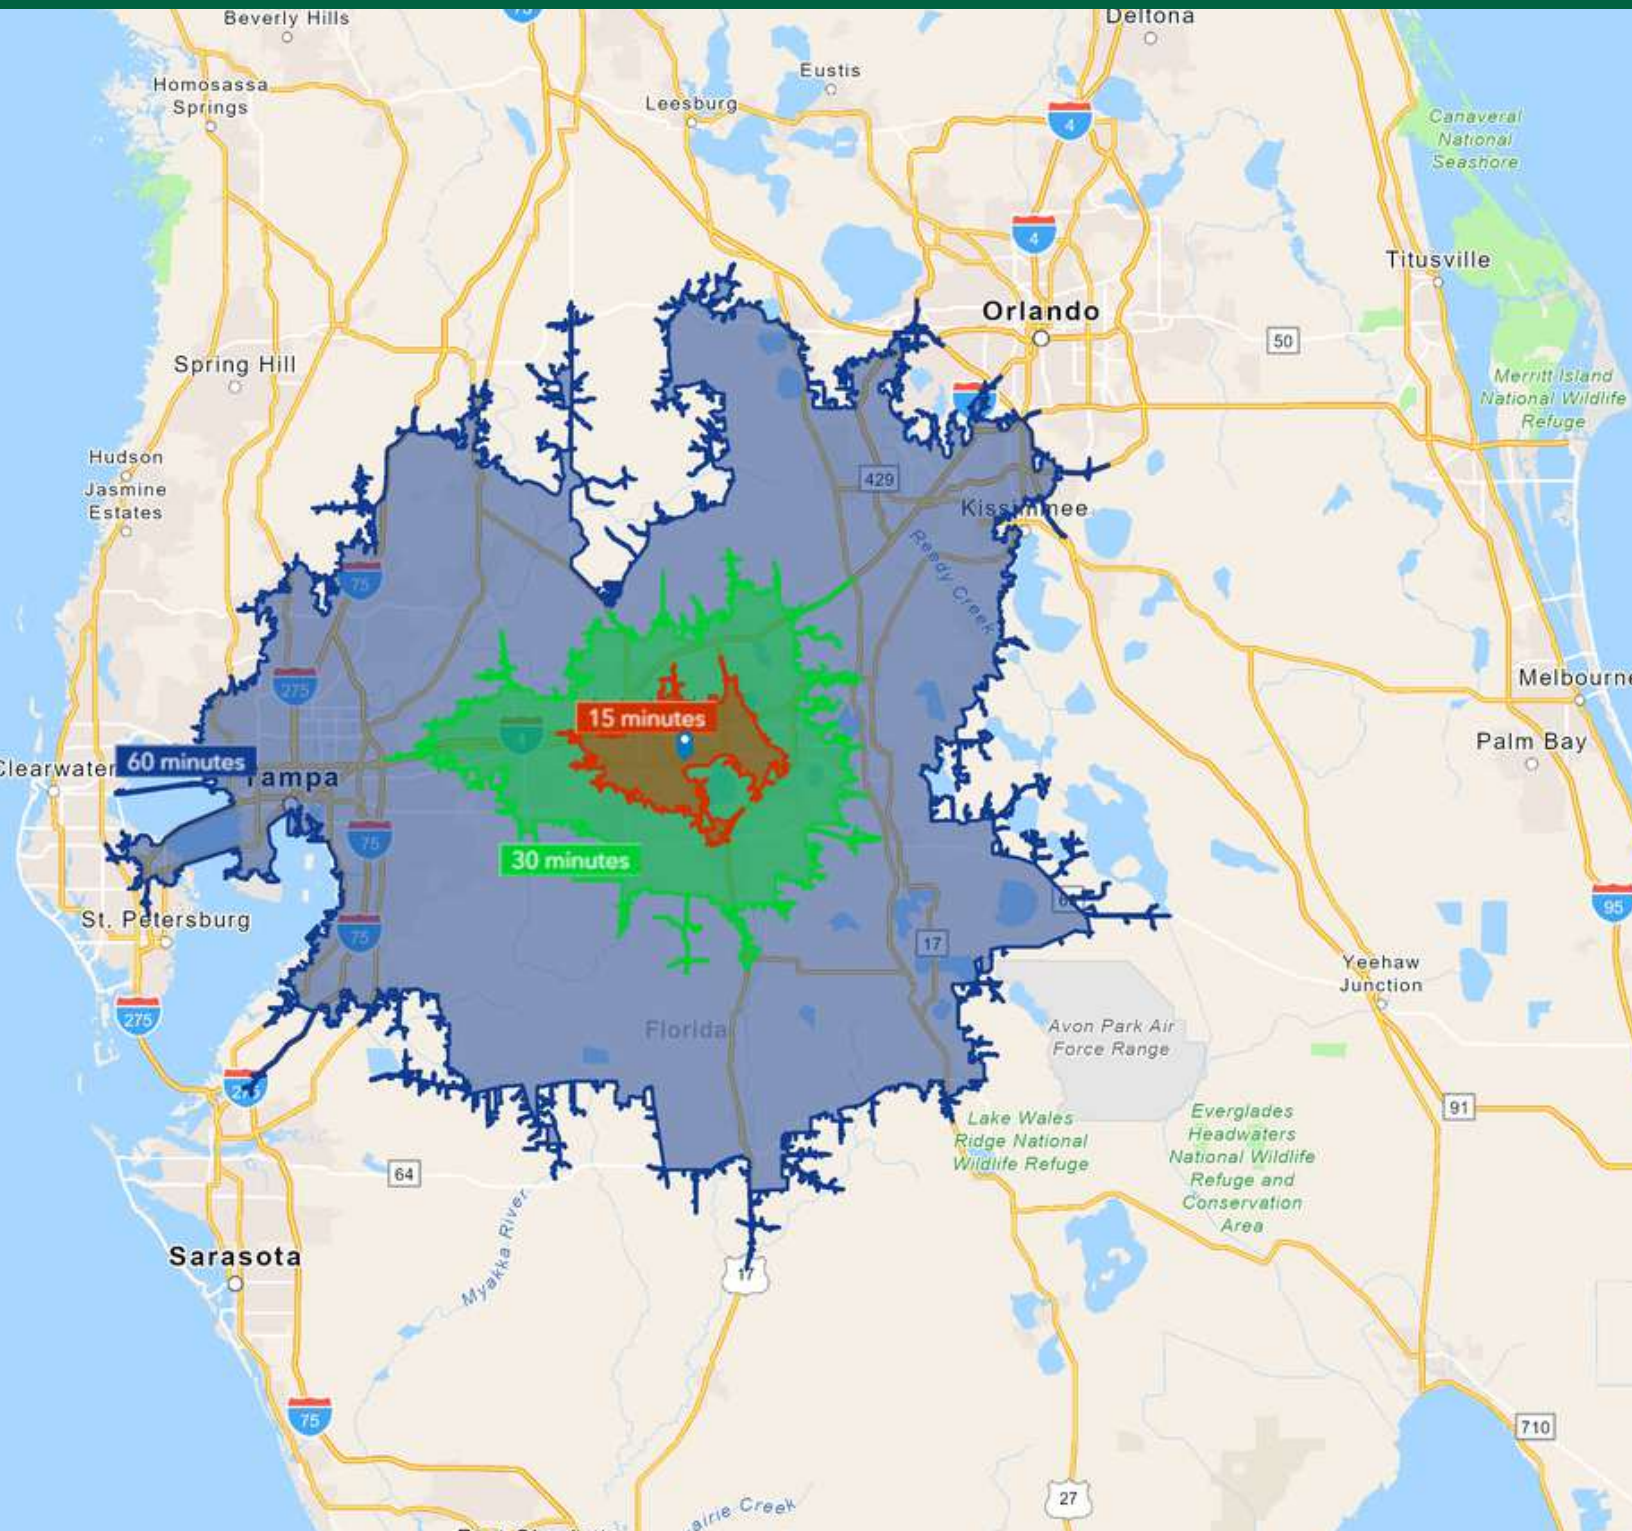 75
Beverly Hills
Deltona
Homosassa
Springs
Eustis
Leesburg
4
Canaveral
National
Seashore
4
Titusville
Orlando
50
Spring Hill
Merritt Island
National Wildlife
Refuge
Hudson
Jasmine
Estates
429
Kissimmee
Reedy Creek
75
275
Melbourne
15 minutes
4
Palm Bay
Clearwater
60 minutes
Tampa
75
30 minutes
St. Petersburg
75
17
95
Yeehaw
Junction
275
Florida
Avon Park Air
Force Range
275
Lake Wales
Ridge National
Wildlife Refuge
Everglades
Headwaters
National Wildlife
Refuge and
Conservation
Area
91
64
Myakka River
Sarasota
17
75
710
27
airie Creek